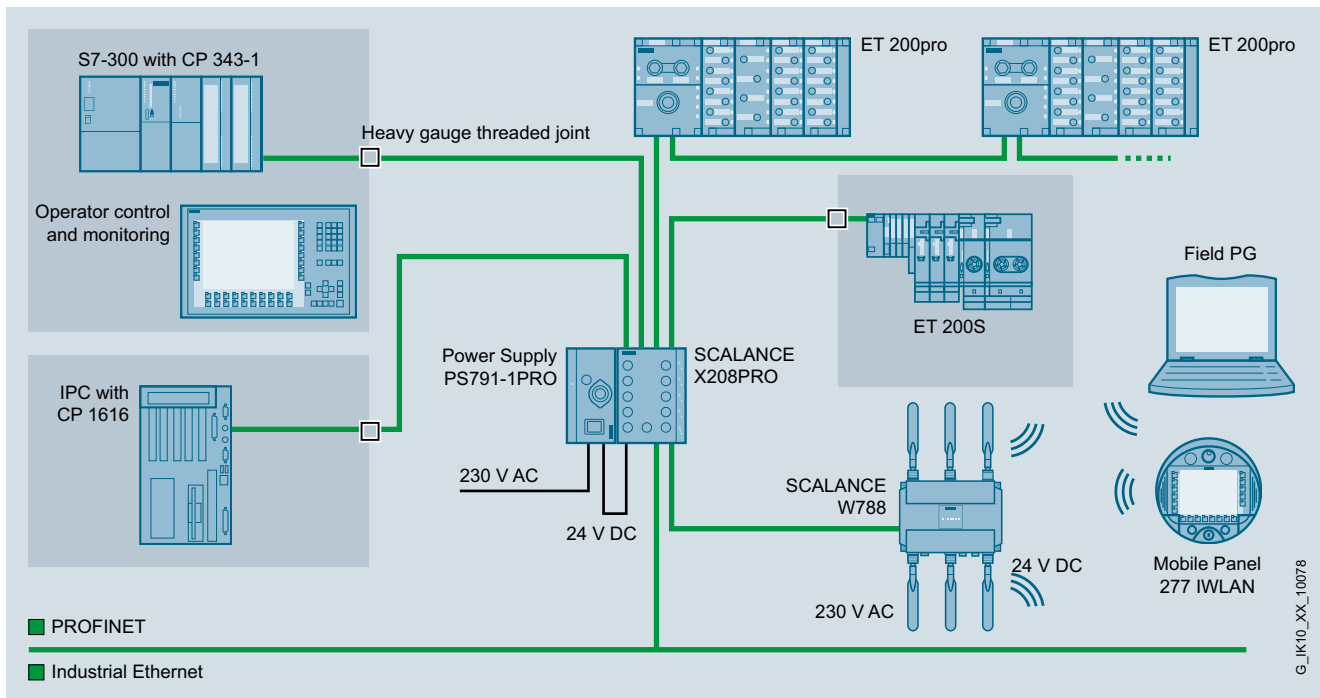 S7-300 with CP 343-1
ET 200pro
ET 200pro
Heavy gauge threaded joint
Operator control
and monitoring
ET 200S
Field PG
Power Supply
PS791-1PRO
SCALANCE
X208PRO
IPC with
CP 1616
230 V AC
24 V DC
SCALANCE
W788
24 V DC
230 V AC
Mobile Panel
277 IWLAN
PROFINET
Industrial Ethernet
G_IK10_XX_10078